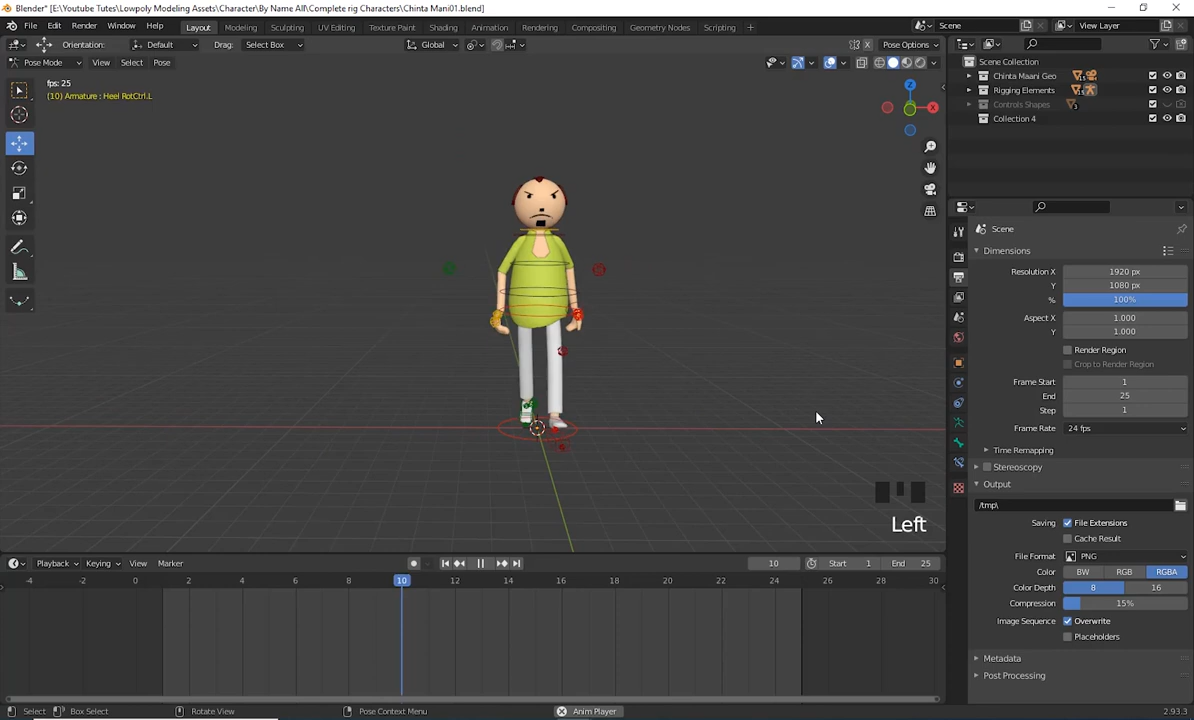 Blender* [E:\Youtube Tutes\Lowpoly Modeling Assets\Character\By Name All\Complete rig Characters\Chinta Mani01.blend]
File Edit Render Window Help Layout Modeling Sculpting UV Editing Texture Paint Shading Animation Rendering Compositing Geometry Nodes Scripting + Scene View Layer
Orientation: Default Drag: Select Box Global X Pose Options
Pose Mode View Select Pose
fps: 25
(10) Armature : Heel RotCtrl.L
Z
X
Left
Scene Collection
Chinta Maani Geo 15
Rigging Elements 15
Controls Shapes 3
Collection 4
Scene
Dimensions
Resolution X 1920 px
Y 1080 px
% 100%
Aspect X 1.000
Y 1.000
Render Region
Crop to Render Region
Frame Start 1
End 25
Step 1
Frame Rate 24 fps
Time Remapping
Stereoscopy
Output
/tmp\
Saving File Extensions
Cache Result
File Format PNG
Color BW RGB RGBA
Color Depth 8 16
Compression 15%
Image Sequence Overwrite
Placeholders
Metadata
Post Processing
Playback Keying View Marker 10 Start 1 End 25
-4 -2 0 2 4 6 8 10 12 14 16 18 20 22 24 26 28 30
Select Box Select Rotate View Pose Context Menu Anim Player 2.93.3